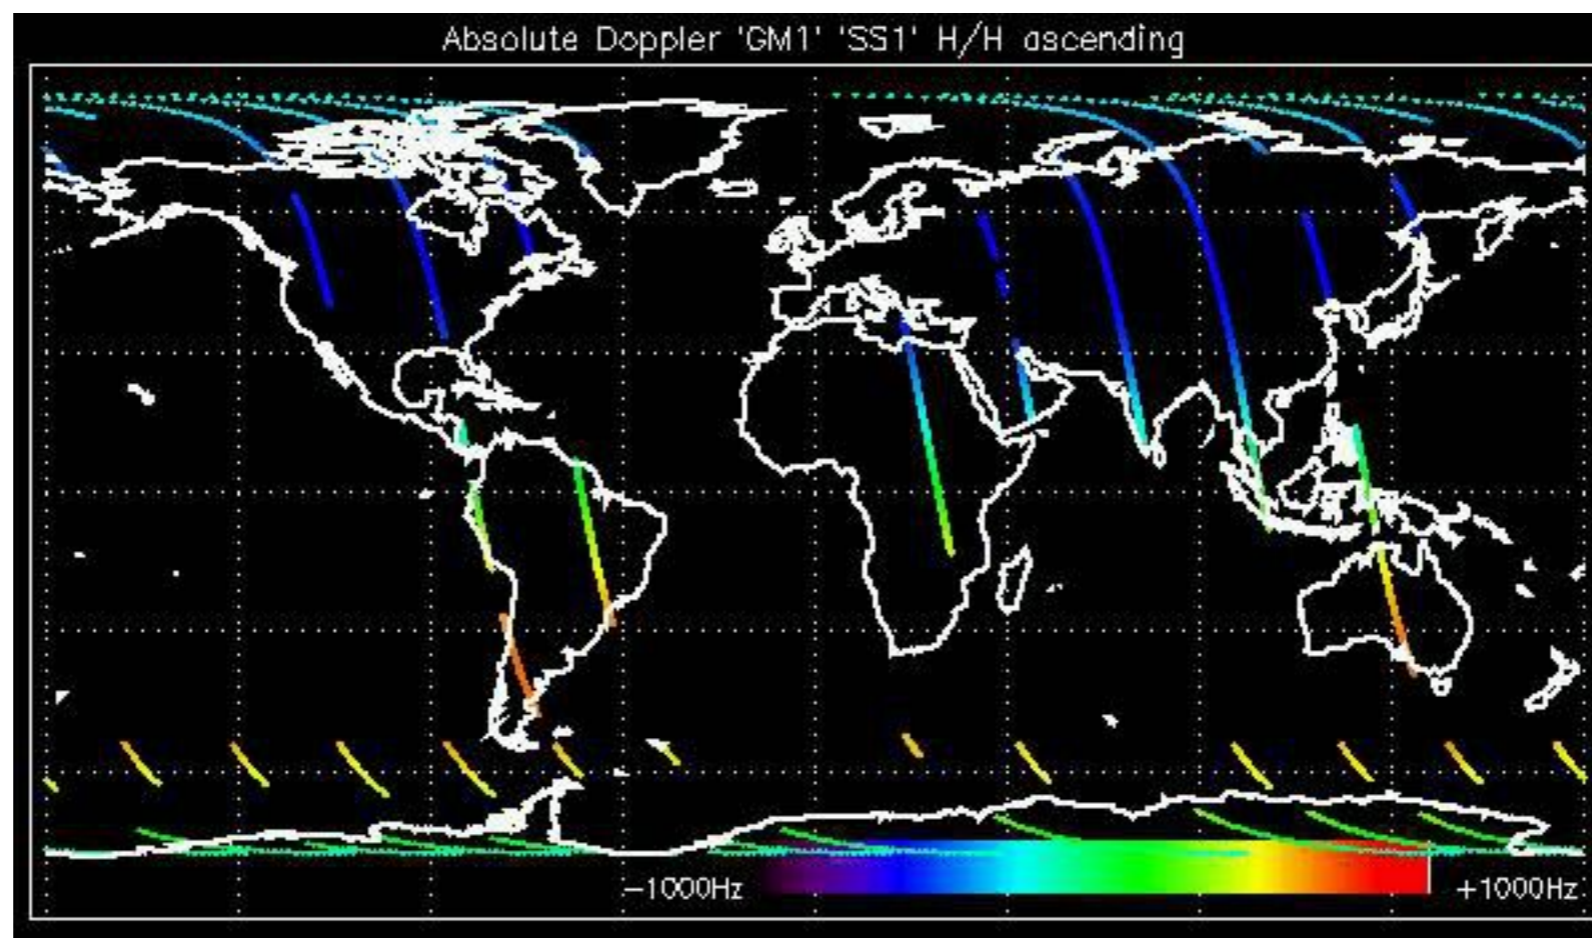 Absolute Doppler 'GM1' 'SS1' H/H ascending
-1000Hz
+1000Hz